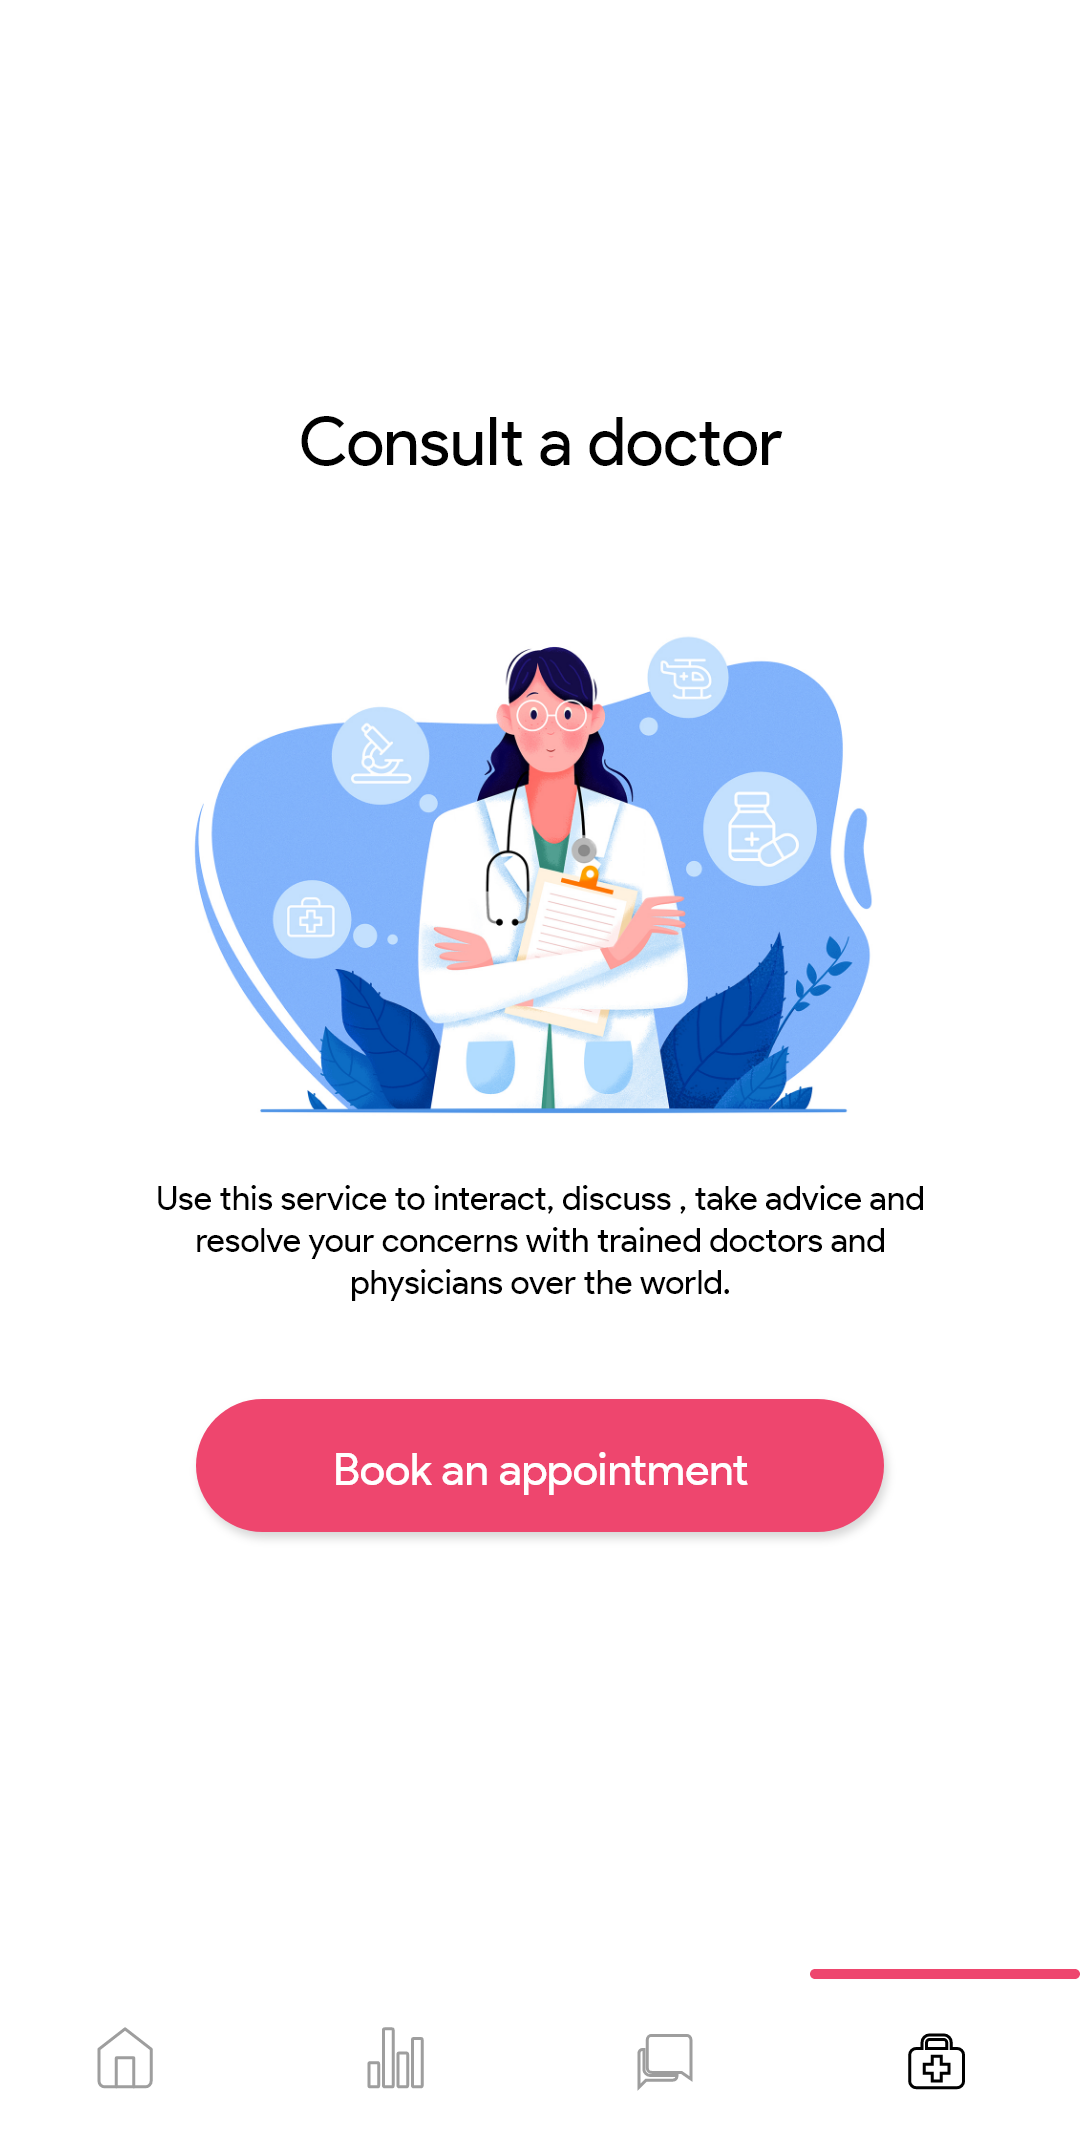 Consult a doctor
Use this service to interact, discuss , take advice and
resolve your concerns with trained doctors and
physicians over the world.
Book an appointment